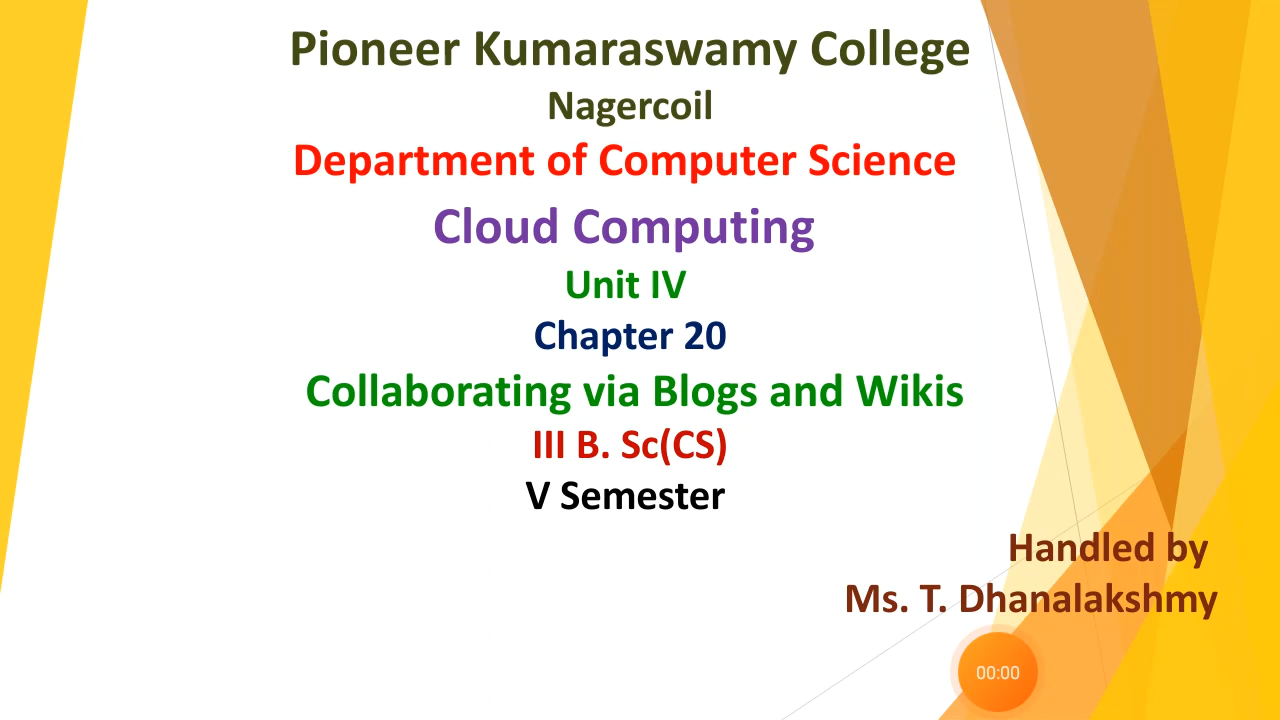 Pioneer Kumaraswamy College
Nagercoil
Department of Computer Science
Cloud Computing
Unit IV
Chapter 20
Collaborating via Blogs and Wikis
III B. Sc(CS)
V Semester
Handled by
Ms. T. Dhanalakshmy
00:00